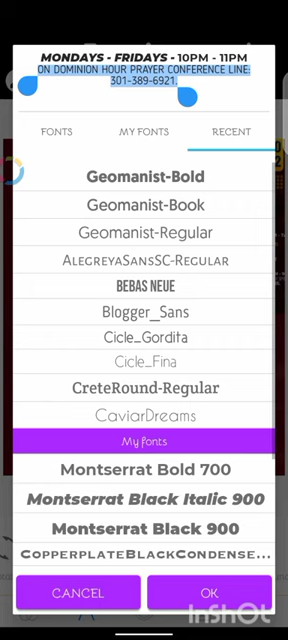 MONDAYS - FRIDAYS - 10PM - 11PM
ON DOMINION HOUR PRAYER CONFERENCE LINE:
301-389-6921.
FONTS MY FONTS RECENT
Geomanist-Bold
Geomanist-Book
Geomanist-Regular
AlegreyaSansSC-Regular
BEBAS NEUE
Blogger_Sans
Cicle_Gordita
Cicle_Fina
CreteRound-Regular
CaviarDreams
My fonts
Montserrat Bold 700
Montserrat Black Italic 900
Montserrat Black 900
CopperplateBlackCondense...
CANCEL OK
InShOt